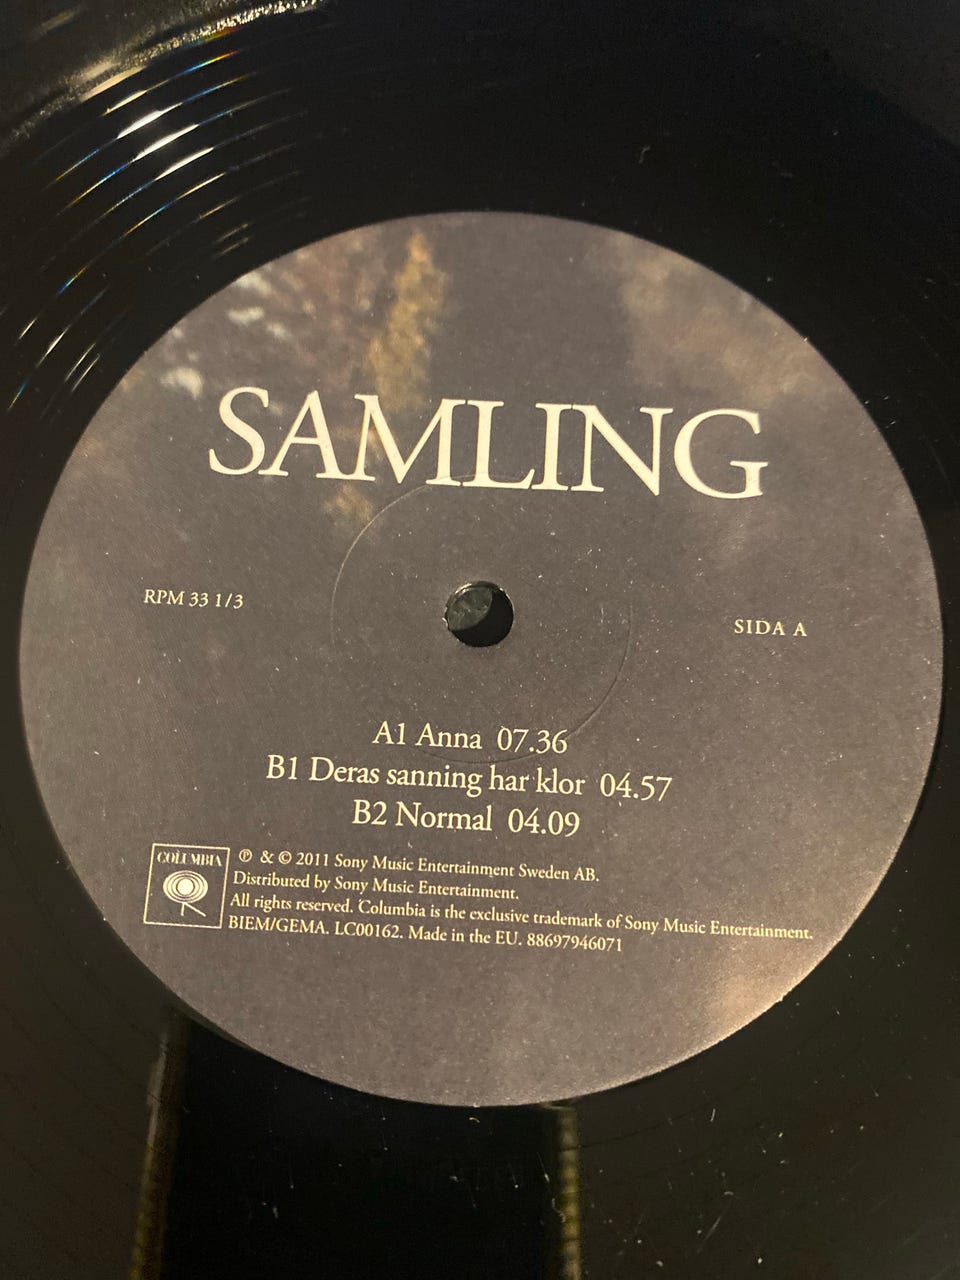 SAMLING
RPM 33 1/3
SIDA A
A1 Anna 07.36
B1 Deras sanning har klor 04.57
B2 Normal 04.09
COLUMBIA
℗ & © 2011 Sony Music Entertainment Sweden AB.
Distributed by Sony Music Entertainment.
All rights reserved. Columbia is the exclusive trademark of Sony Music Entertainment.
BIEM/GEMA. LC00162. Made in the EU. 88697946071